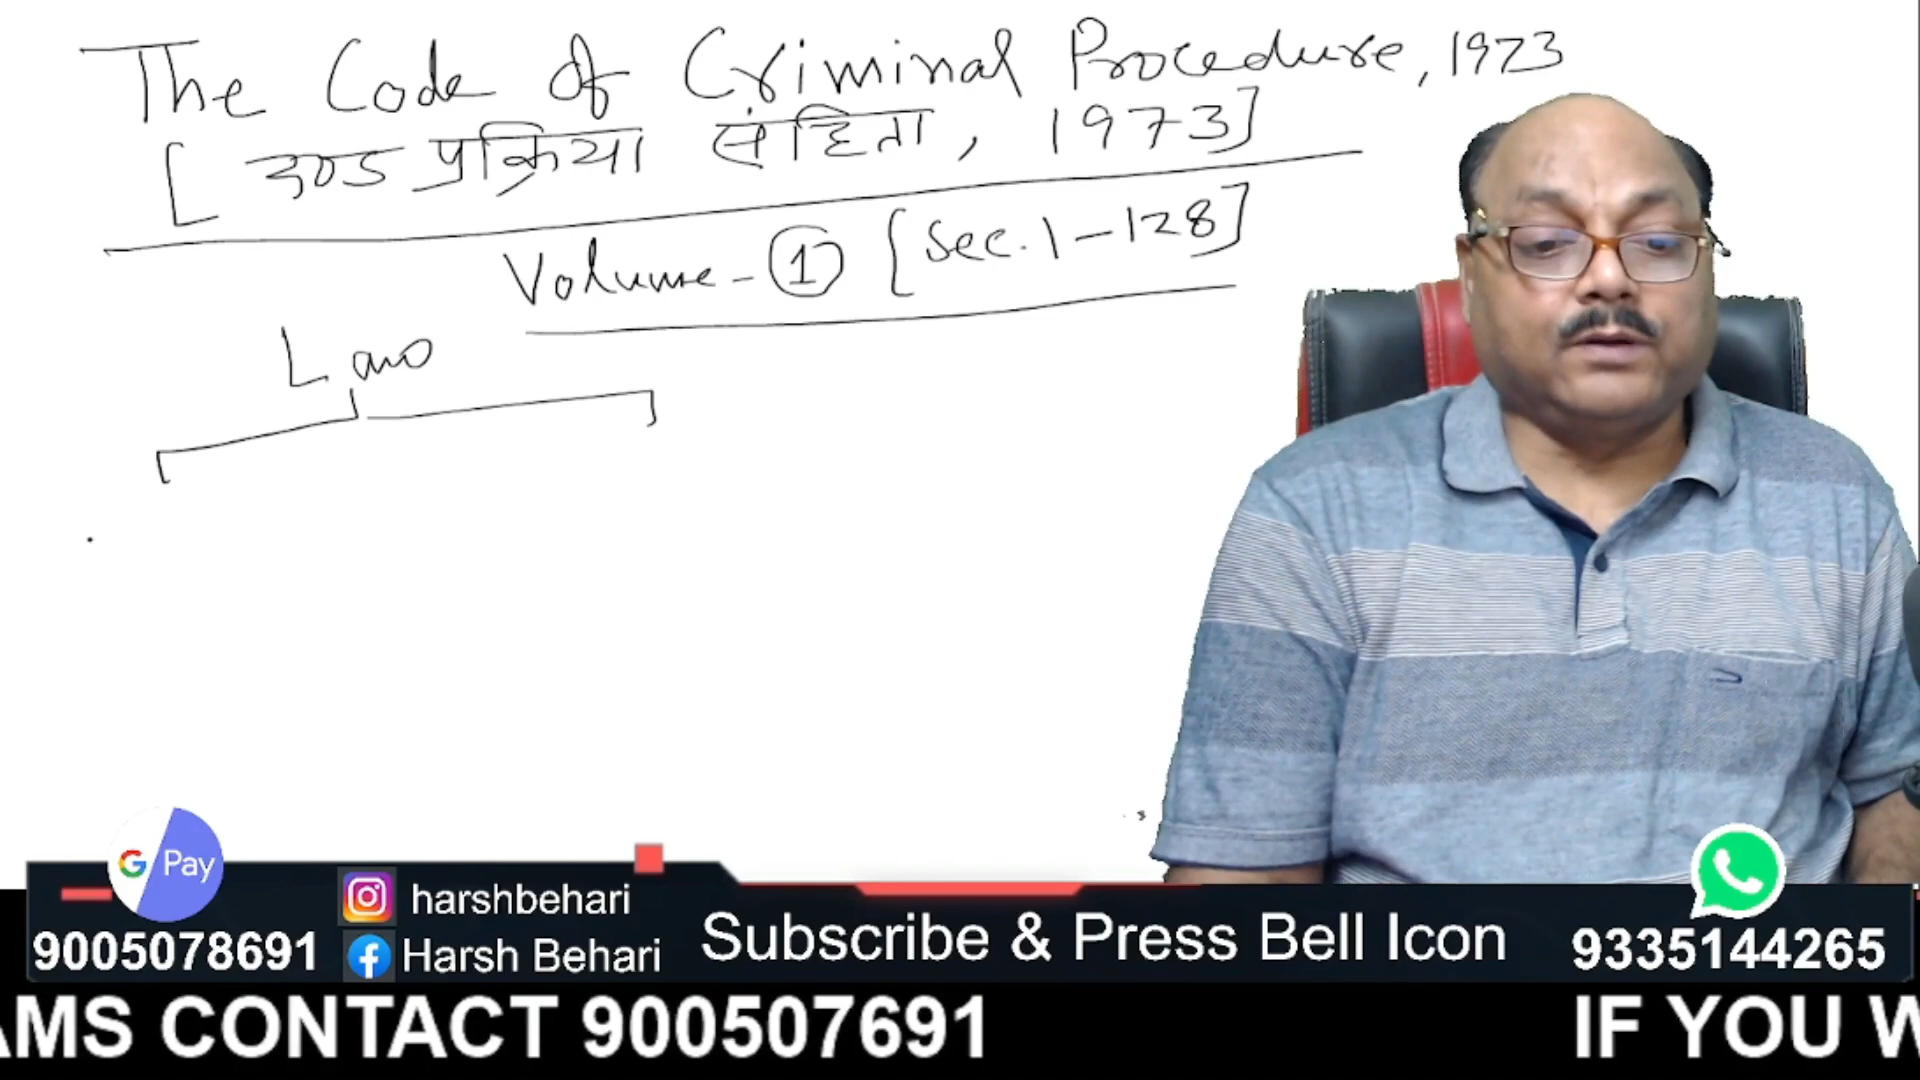 The Code Of Criminal Procedure, 1973
[ दण्ड प्रक्रिया संहिता, 1973]
Volume - ① [Sec. 1-128]
Law
G Pay
9005078691
harshbehari
Harsh Behari
Subscribe & Press Bell Icon
9335144265
AMS CONTACT 900507691
IF YOU W